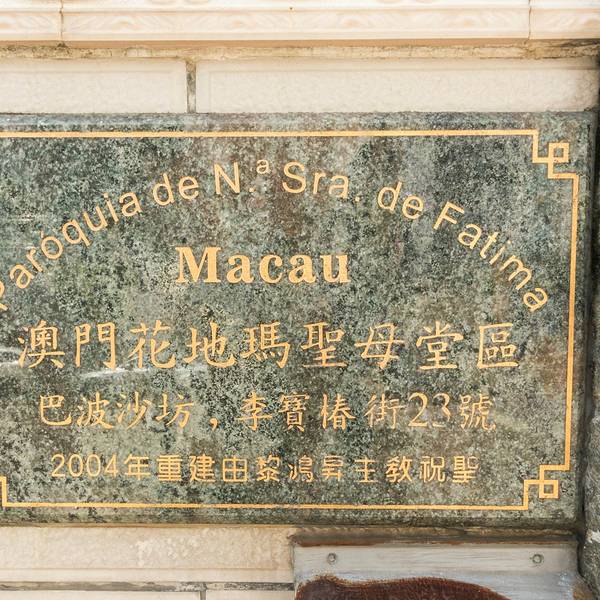 Paróquia de N.ª Sra. de Fatima
Macau
澳門花地瑪聖母堂區
巴波沙坊，李寶椿街23號
2004年重建由黎鴻昇主教祝聖